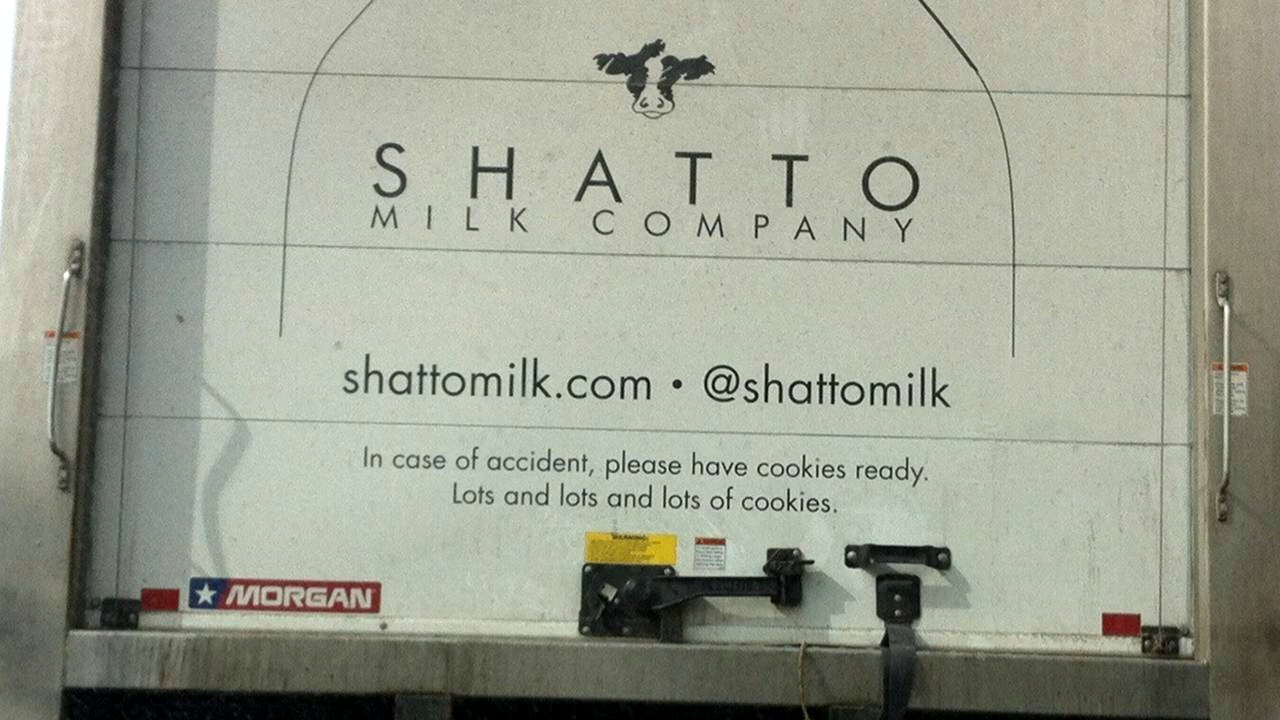 SHATTO
MILK COMPANY
shattomilk.com • @shattomilk
In case of accident, please have cookies ready.
Lots and lots and lots of cookies.
WARNING:
MORGAN